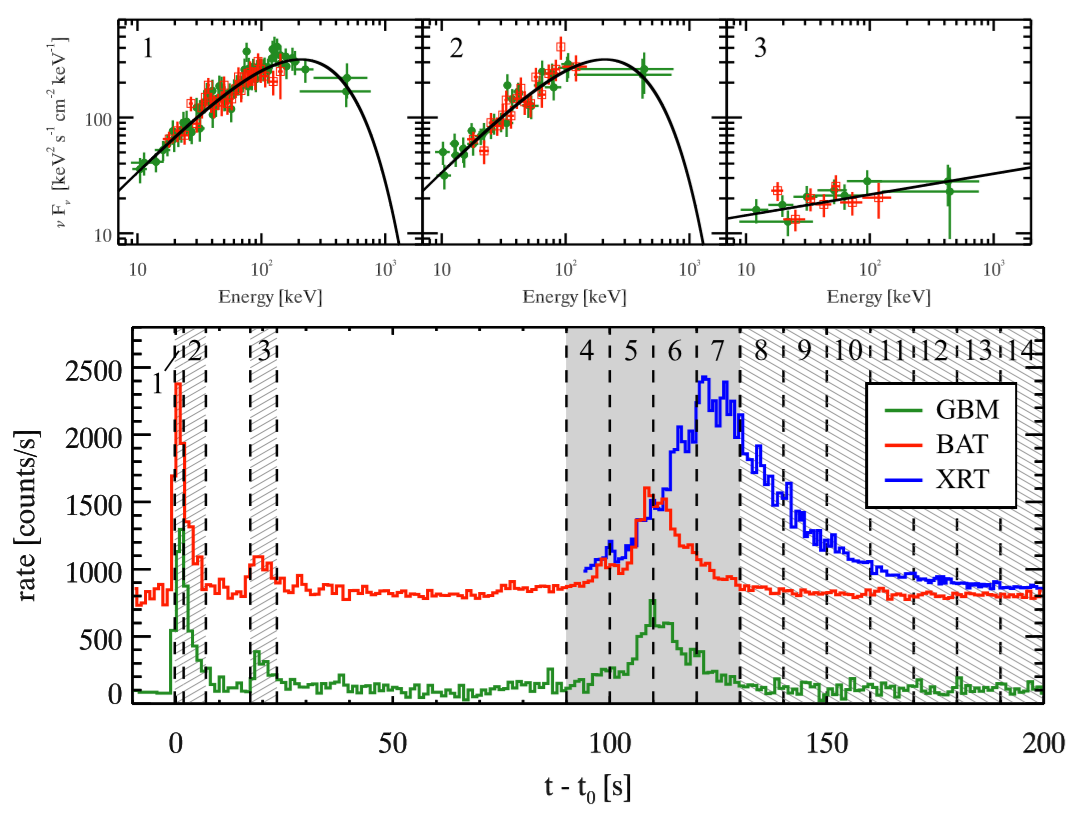 1 2 3
ν Fν [keV² s⁻¹ cm⁻² keV⁻¹]
100
10
10 10² 10³ 10 10² 10³ 10 10² 10³
Energy [keV] Energy [keV] Energy [keV]
rate [counts/s]
2500
2000
1500
1000
500
0
1 2 3 4 5 6 7 8 9 10 11 12 13 14
GBM
BAT
XRT
0 50 100 150 200
t - t₀ [s]